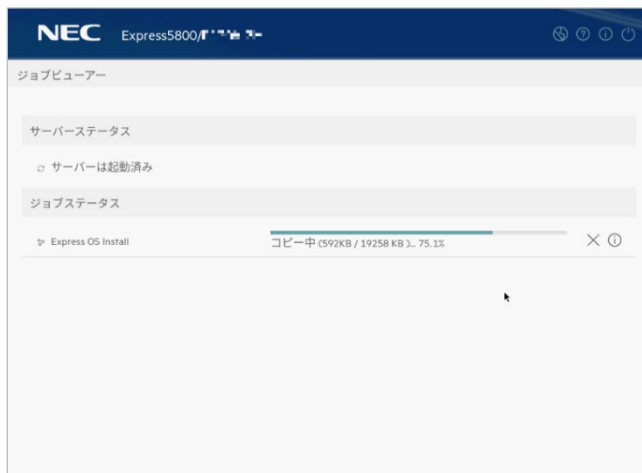 NEC Express5800/
ジョブビューアー
サーバーステータス
サーバーは起動済み
ジョブステータス
Express OS Install
コピー中 (592KB / 19258 KB )... 75.1%